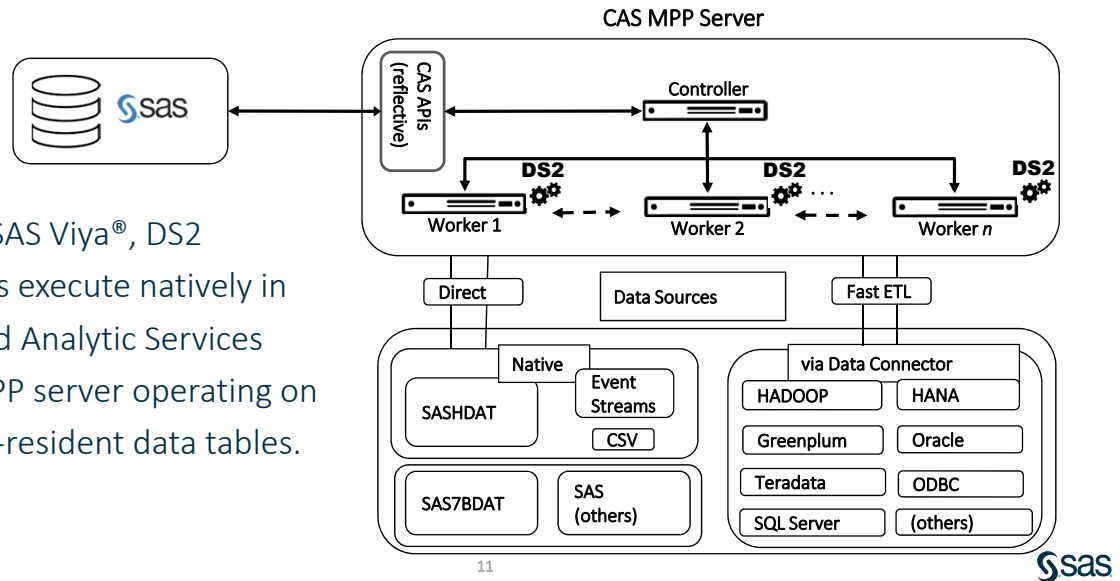 CAS MPP Server
sas
CAS APIs
(reflective)
Controller
DS2
DS2
DS2
...
Worker 1
Worker 2
Worker n
SAS Viya®, DS2
s execute natively in
d Analytic Services
PP server operating on
-resident data tables.
Direct
Data Sources
Fast ETL
Native
SASHDAT
Event
Streams
CSV
SAS7BDAT
SAS
(others)
via Data Connector
HADOOP
HANA
Greenplum
Oracle
Teradata
ODBC
SQL Server
(others)
11
sas